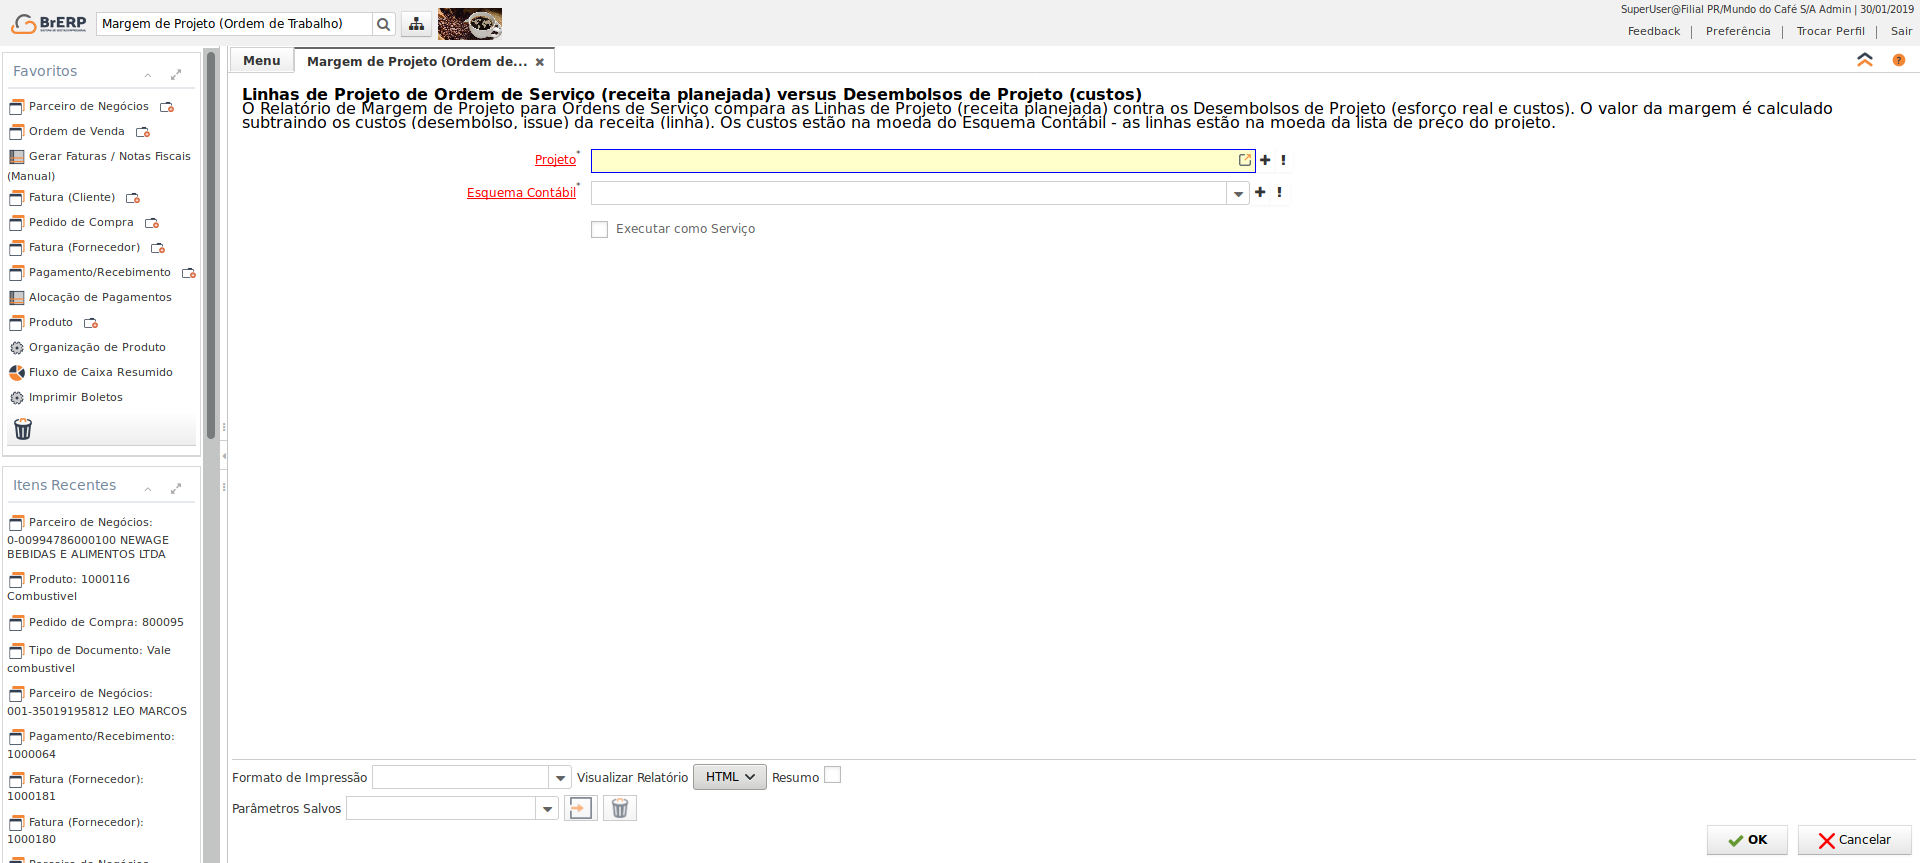 BrERP
Margem de Projeto (Ordem de Trabalho)
SuperUser@Filial PR/Mundo do Café S/A Admin | 30/01/2019
Feedback | Preferência | Trocar Perfil | Sair
Favoritos
Parceiro de Negócios
Ordem de Venda
Gerar Faturas / Notas Fiscais
(Manual)
Fatura (Cliente)
Pedido de Compra
Fatura (Fornecedor)
Pagamento/Recebimento
Alocação de Pagamentos
Produto
Organização de Produto
Fluxo de Caixa Resumido
Imprimir Boletos
Itens Recentes
Parceiro de Negócios:
0-00994786000100 NEWAGE
BEBIDAS E ALIMENTOS LTDA
Produto: 1000116
Combustivel
Pedido de Compra: 800095
Tipo de Documento: Vale
combustivel
Parceiro de Negócios:
001-35019195812 LEO MARCOS
Pagamento/Recebimento:
1000064
Fatura (Fornecedor):
1000181
Fatura (Fornecedor):
1000180
Parceiro de Negócios
Menu
Margem de Projeto (Ordem de...
Linhas de Projeto de Ordem de Serviço (receita planejada) versus Desembolsos de Projeto (custos)
O Relatório de Margem de Projeto para Ordens de Serviço compara as Linhas de Projeto (receita planejada) contra os Desembolsos de Projeto (esforço real e custos). O valor da margem é calculado
subtraindo os custos (desembolso, issue) da receita (linha). Os custos estão na moeda do Esquema Contábil - as linhas estão na moeda da lista de preço do projeto.
Projeto*
Esquema Contábil*
Executar como Serviço
Formato de Impressão
Visualizar Relatório
HTML
Resumo
Parâmetros Salvos
OK
Cancelar